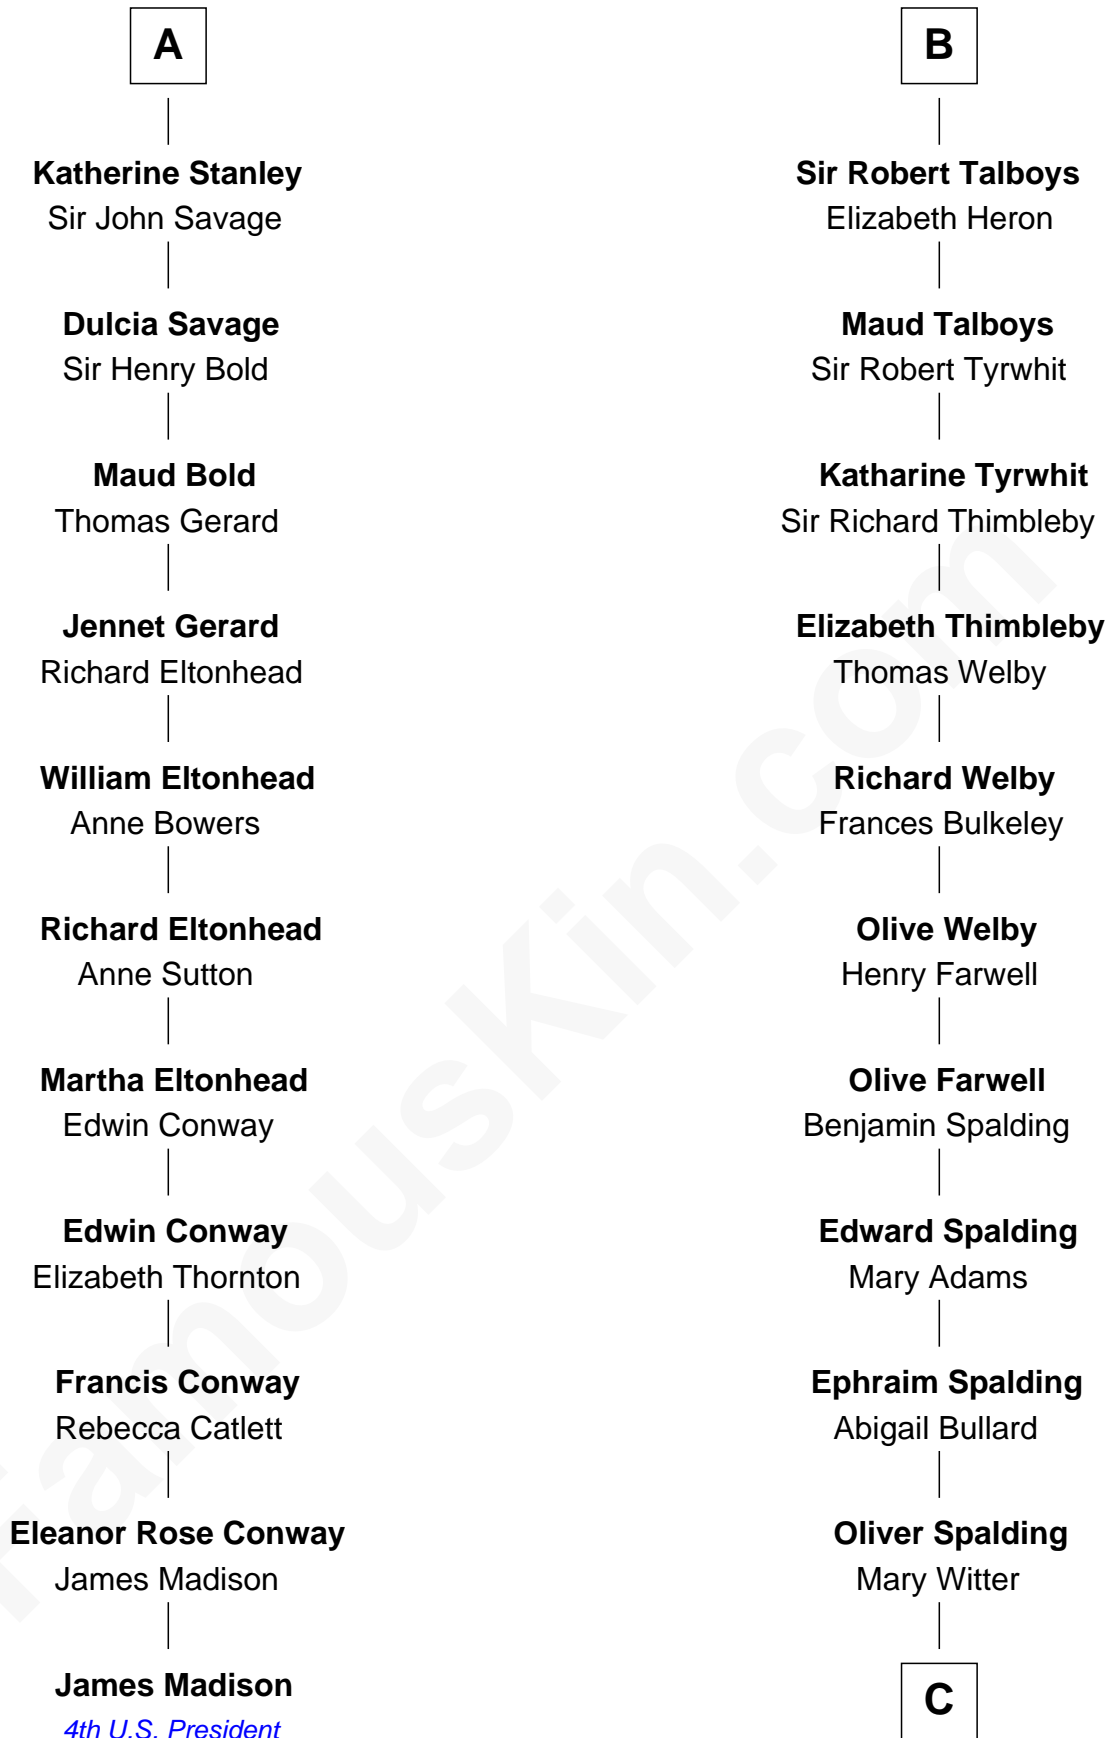 A
Katherine Stanley
Sir John Savage
Dulcia Savage
Sir Henry Bold
Maud Bold
Thomas Gerard
Jennet Gerard
Richard Eltonhead
William Eltonhead
Anne Bowers
Richard Eltonhead
Anne Sutton
Martha Eltonhead
Edwin Conway
Edwin Conway
Elizabeth Thornton
Francis Conway
Rebecca Catlett
Eleanor Rose Conway
James Madison
James Madison
4th U.S. President
B
Sir Robert Talboys
Elizabeth Heron
Maud Talboys
Sir Robert Tyrwhit
Katharine Tyrwhit
Sir Richard Thimbleby
Elizabeth Thimbleby
Thomas Welby
Richard Welby
Frances Bulkeley
Olive Welby
Henry Farwell
Olive Farwell
Benjamin Spalding
Edward Spalding
Mary Adams
Ephraim Spalding
Abigail Bullard
Oliver Spalding
Mary Witter
C
FamousKin.com